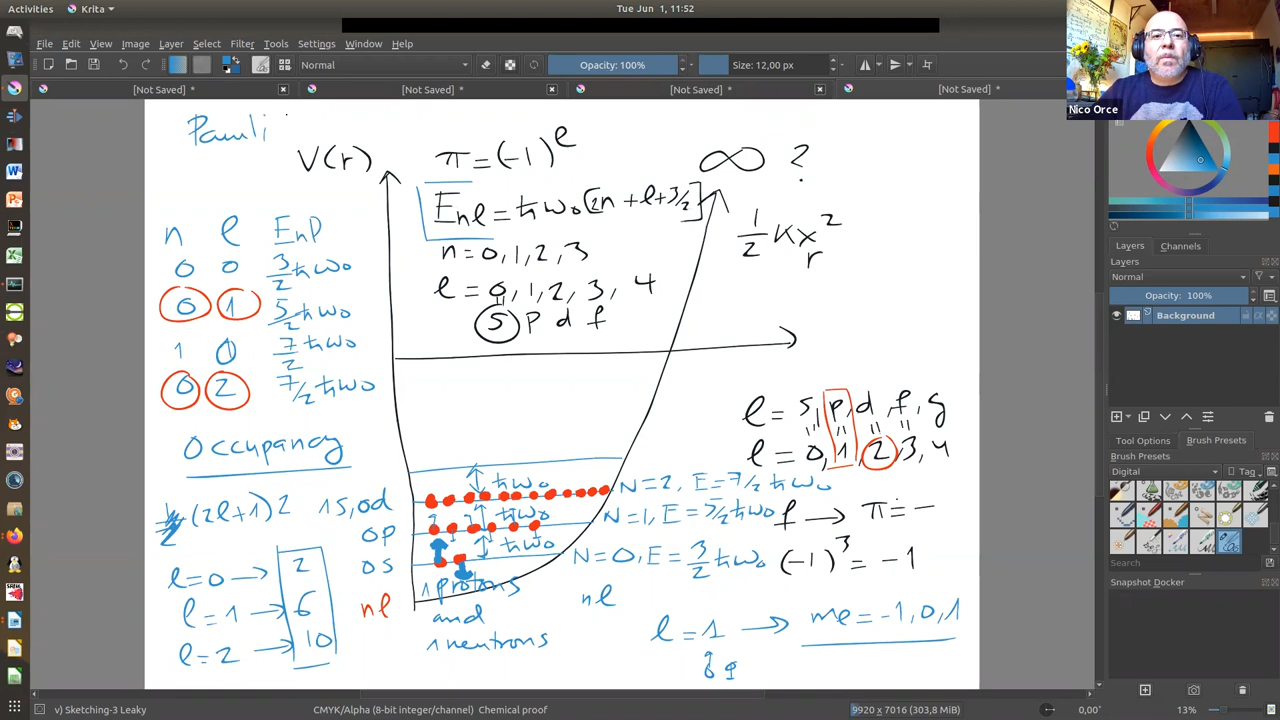 Activities
Krita
Tue Jun 1, 11:52
File Edit View Image Layer Select Filter Tools Settings Window Help
Normal
Opacity: 100%
Size: 12,00 px
[Not Saved] *
[Not Saved] *
[Not Saved] *
[Not Saved] *
Nico Orce
Pauli
V(r)
π=(-1)^l
∞ ?
E_nl = ħω₀[2n + l+3/2]
n = 0,1,2,3
l = 0,1,2,3,4
s p d f
1/2 Kx²
r
n l Enl
0 0 3/2 ħω₀
0 1 5/2 ħω₀
1 0 7/2 ħω₀
0 2 7/2 ħω₀
Occupancy
(2l+1)2
l=0 → 2
l=1 → 6
l=2 → 10
1s,0d
0p
0s
nl
ħω₀
ħω₀
ħω₀
N=2, E=7/2 ħω₀
N=1, E=5/2 ħω₀
N=0, E=3/2 ħω₀
nl
1 protons
and
1 neutrons
l = s, p, d, f, g
l = 0, 1, 2, 3, 4
f → π = -
(-1)³ = -1
l=1 → ml = -1,0,1
Layers Channels
Layers
Normal
Opacity: 100%
Background
Tool Options Brush Presets
Brush Presets
Digital
Tag
Search
Snapshot Docker
v) Sketching-3 Leaky
CMYK/Alpha (8-bit integer/channel) Chemical proof
9920 x 7016 (303,8 MiB)
0,00°
13%